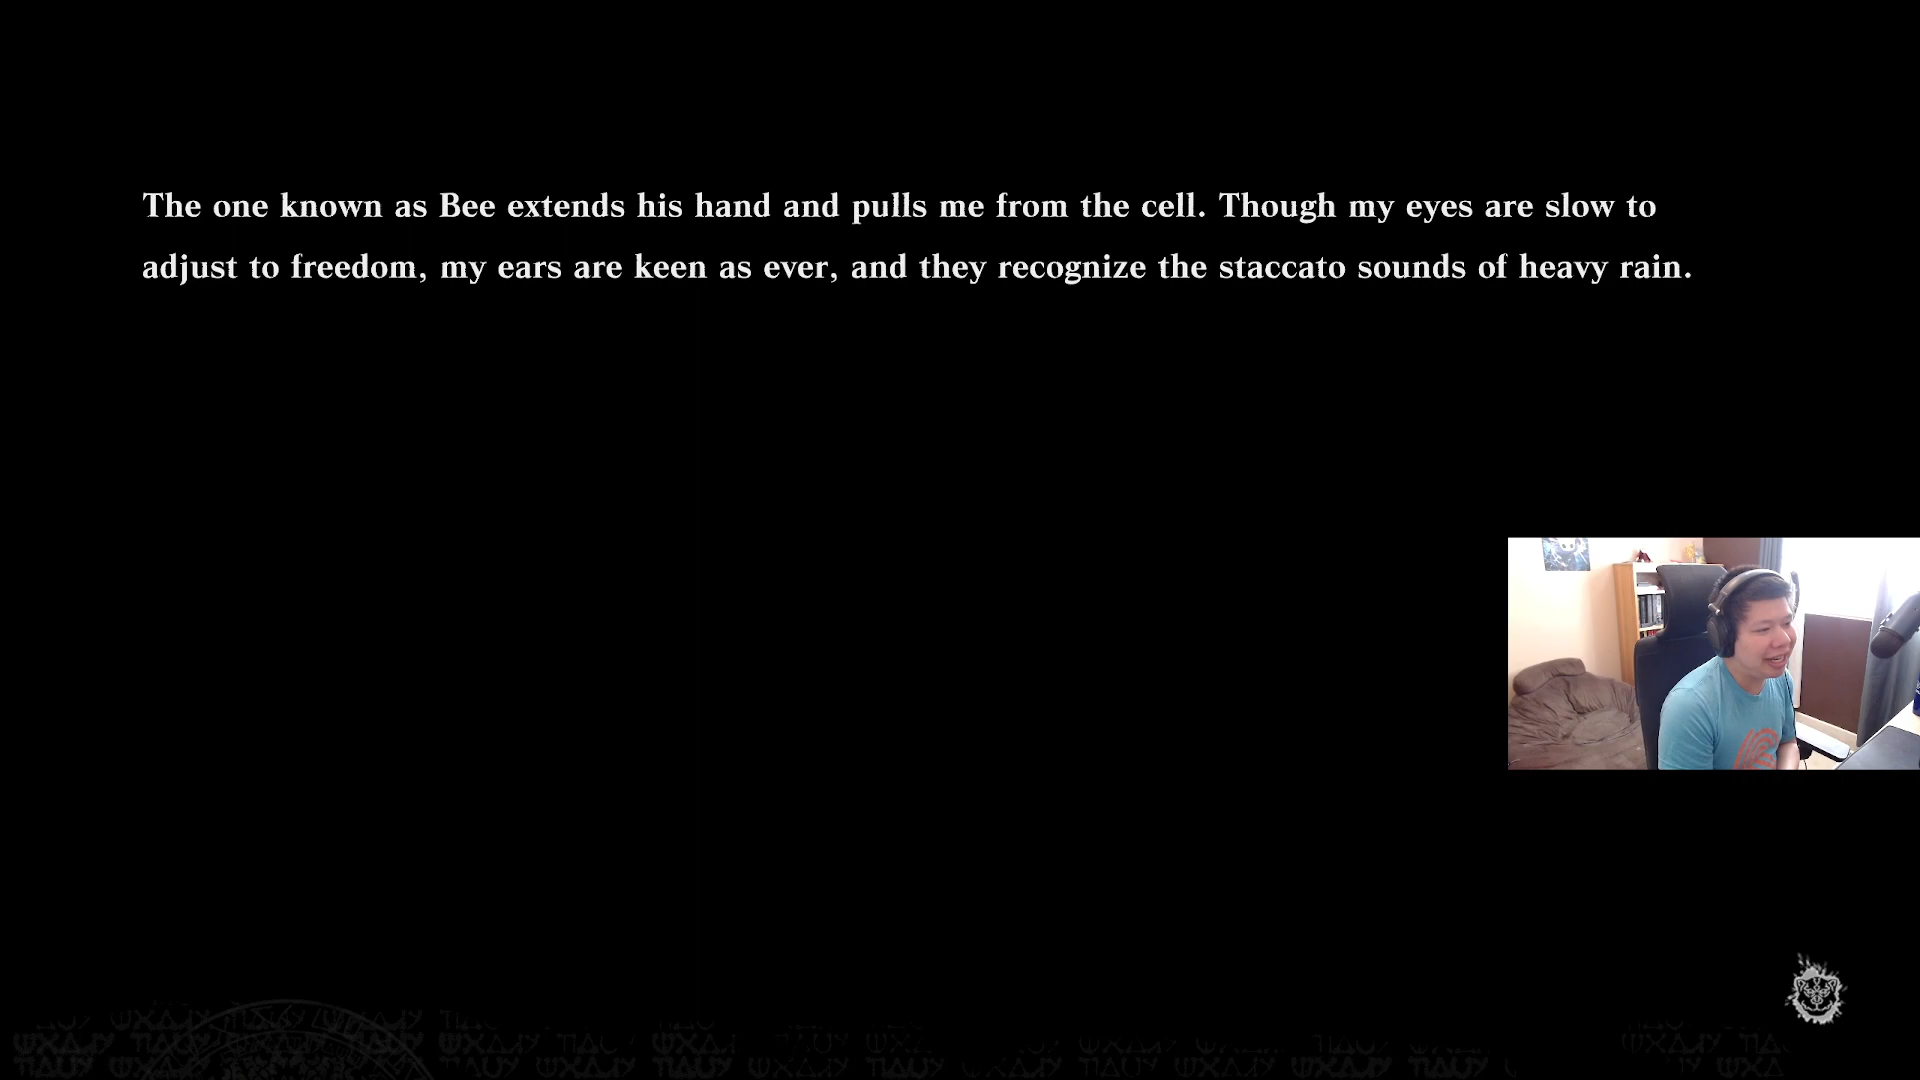 The one known as Bee extends his hand and pulls me from the cell. Though my eyes are slow to
adjust to freedom, my ears are keen as ever, and they recognize the staccato sounds of heavy rain.